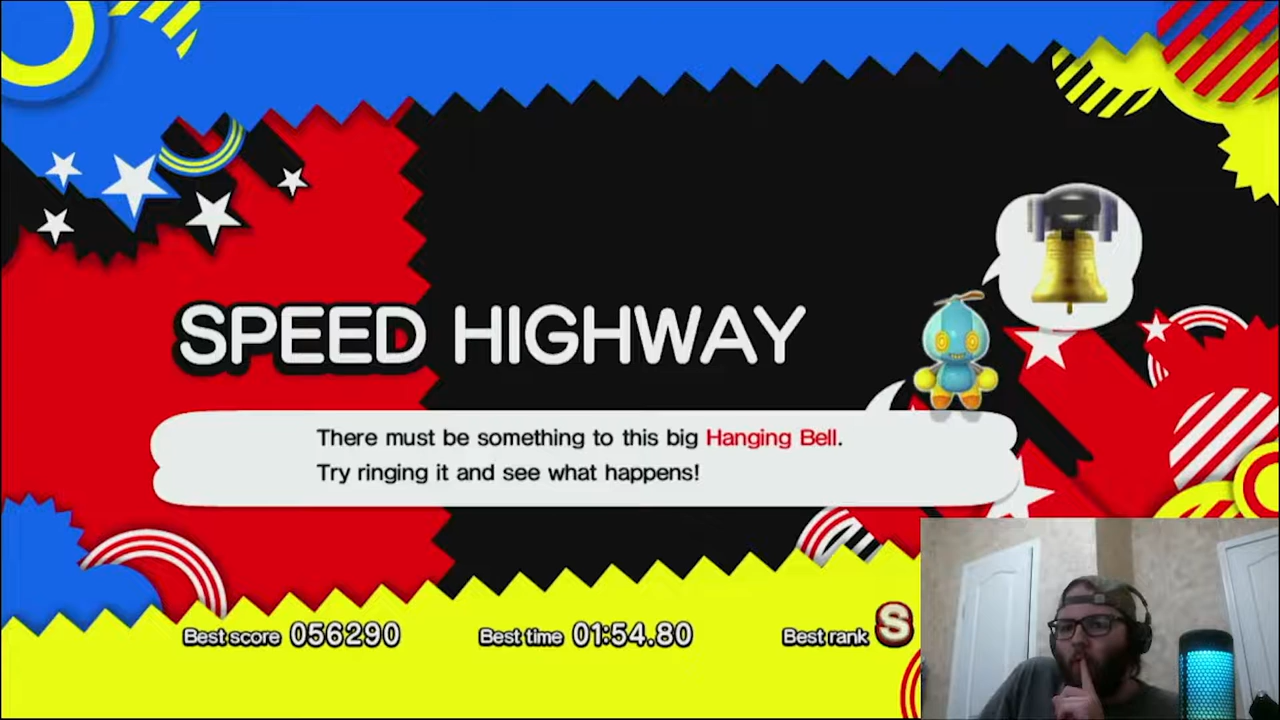 SPEED HIGHWAY
There must be something to this big Hanging Bell.
Try ringing it and see what happens!
Best score 056290 Best time 01:54.80 Best rank S